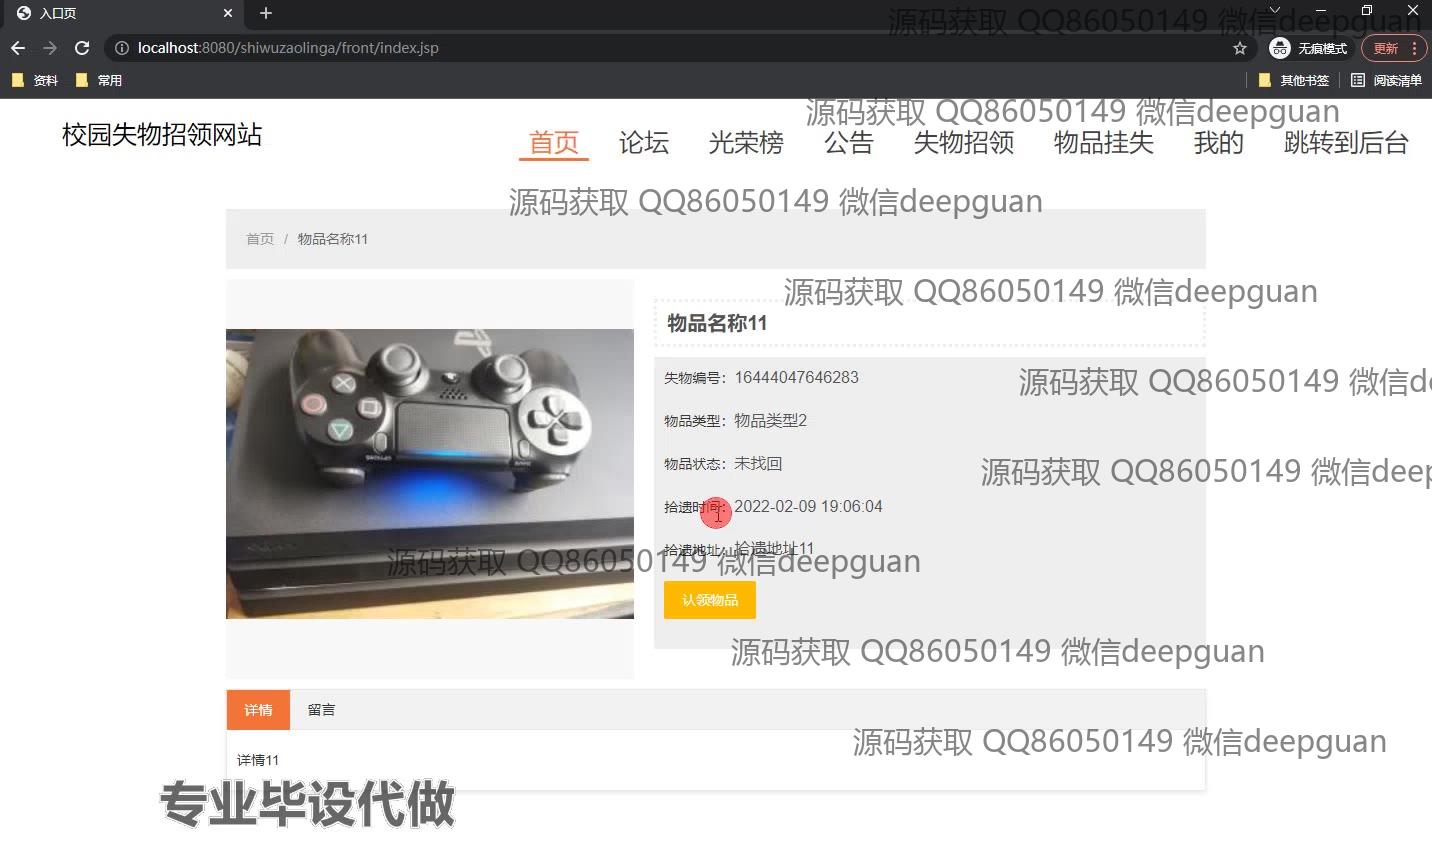 入口页
源码获取 QQ86050149 微信deepguan
localhost:8080/shiwuzaolinga/front/index.jsp
无痕模式
更新
资料
常用
其他书签
阅读清单
源码获取 QQ86050149 微信deepguan
校园失物招领网站
首页
论坛
光荣榜
公告
失物招领
物品挂失
我的
跳转到后台
源码获取 QQ86050149 微信deepguan
首页 / 物品名称11
源码获取 QQ86050149 微信deepguan
物品名称11
失物编号：16444047646283
源码获取 QQ86050149 微信de
物品类型：物品类型2
物品状态：未找回
源码获取 QQ86050149 微信deep
拾遗时间：2022-02-09 19:06:04
拾遗地址：拾遗地址11
源码获取 QQ86050149 微信deepguan
认领物品
源码获取 QQ86050149 微信deepguan
详情
留言
源码获取 QQ86050149 微信deepguan
详情11
专业毕设代做